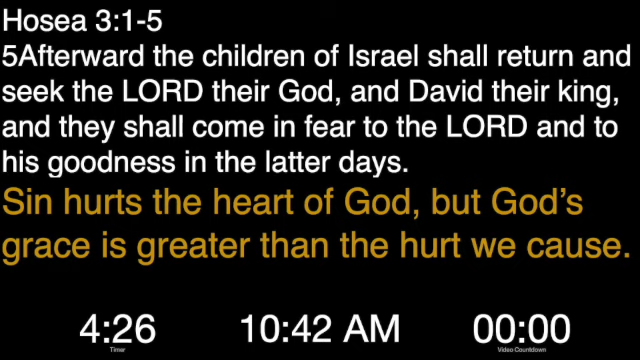 Hosea 3:1-5
5Afterward the children of Israel shall return and
seek the LORD their God, and David their king,
and they shall come in fear to the LORD and to
his goodness in the latter days.
Sin hurts the heart of God, but God’s
grace is greater than the hurt we cause.
4:26 10:42 AM 00:00
Timer Video Countdown